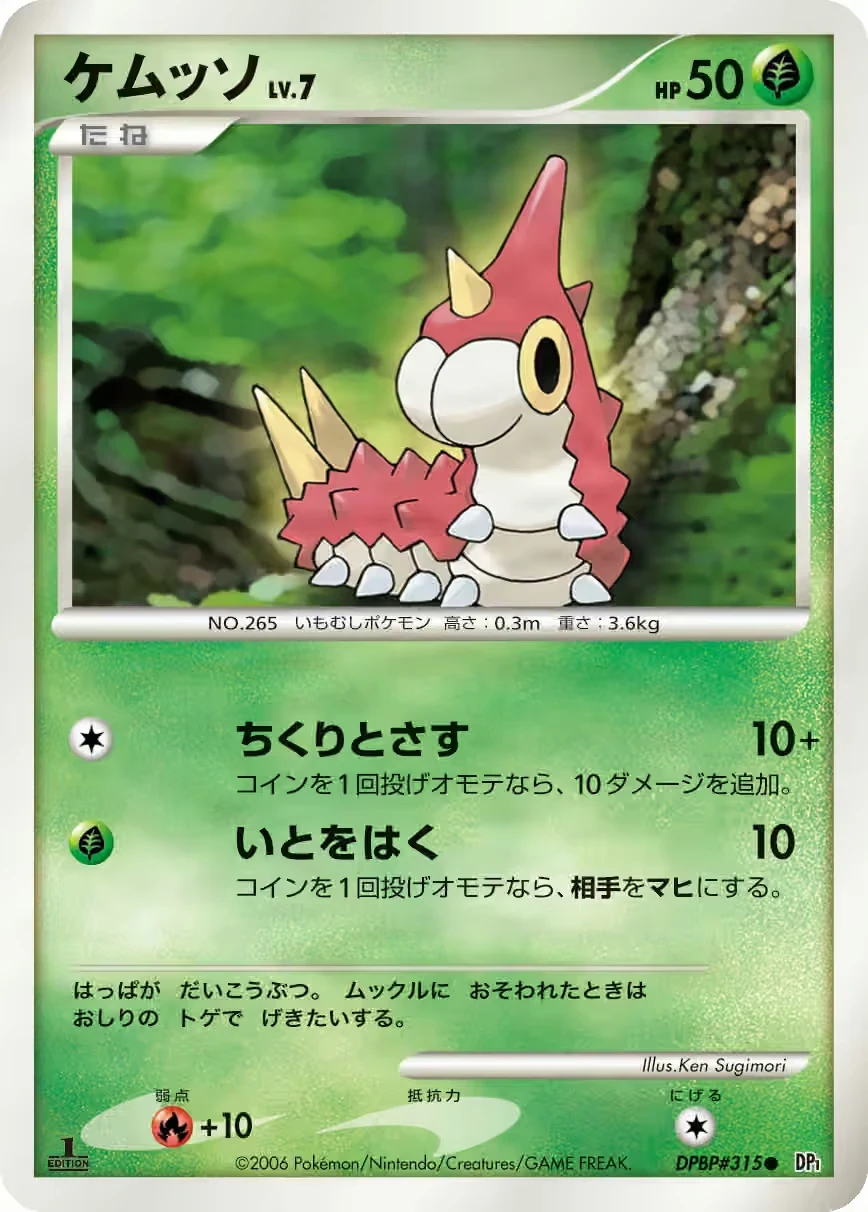 ケムッソ LV.7 HP 50
たね
NO.265 いもむしポケモン 高さ:0.3m 重さ:3.6kg
ちくりとさす 10+
コインを1回投げオモテなら、10ダメージを追加。
いとをはく 10
コインを1回投げオモテなら、相手をマヒにする。
はっぱが だいこうぶつ。 ムックルに おそわれたときは
おしりの トゲで げきたいする。
Illus.Ken Sugimori
弱点 抵抗力 にげる
+10
1 EDITION ©2006 Pokémon/Nintendo/Creatures/GAME FREAK. DPBP#315● DP1